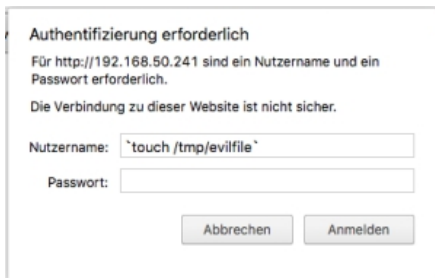 Authentifizierung erforderlich
Für http://192.168.50.241 sind ein Nutzername und ein
Passwort erforderlich.
Die Verbindung zu dieser Website ist nicht sicher.
Nutzername: `touch /tmp/evilfile`
Passwort:
Abbrechen Anmelden